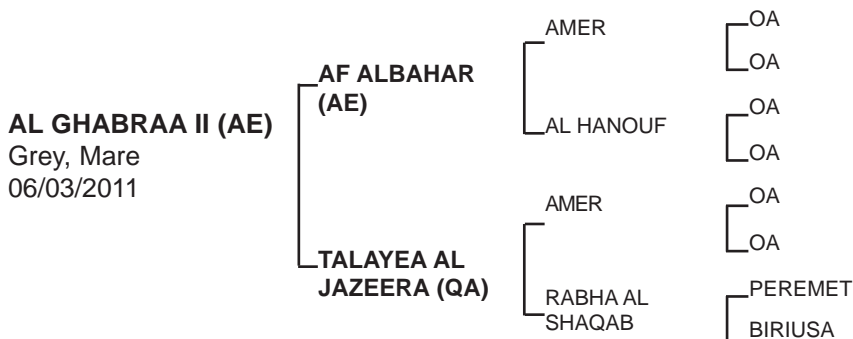 AL GHABRAA II (AE)
Grey, Mare
06/03/2011
AF ALBAHAR
(AE)
TALAYEA AL
JAZEERA (QA)
AMER
AL HANOUF
AMER
RABHA AL
SHAQAB
OA
OA
OA
OA
OA
OA
PEREMET
BIRIUSA